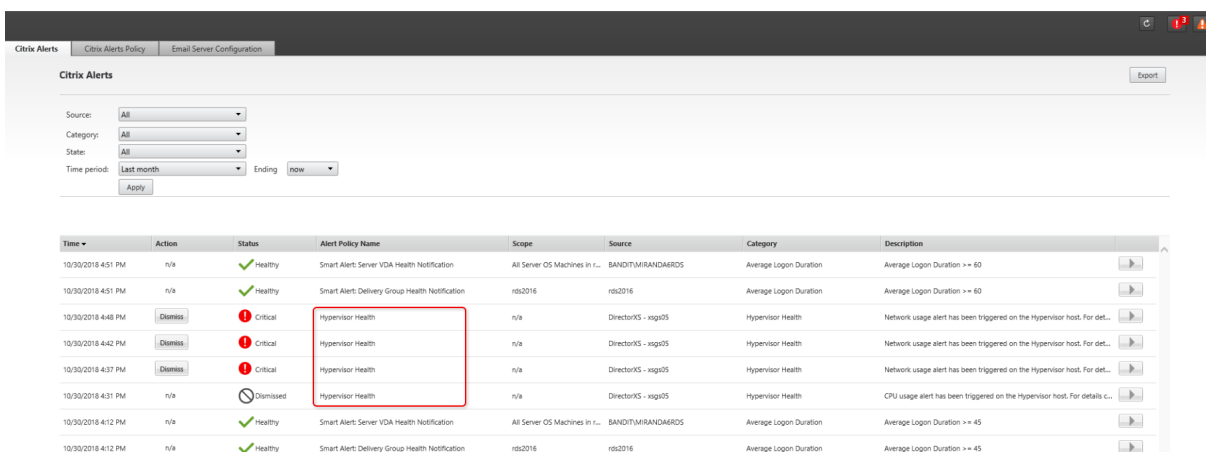 3
Citrix Alerts Citrix Alerts Policy Email Server Configuration
Citrix Alerts Export
Source: All
Category: All
State: All
Time period: Last month Ending now
Apply
Time Action Status Alert Policy Name Scope Source Category Description
10/30/2018 4:51 PM n/a Healthy Smart Alert: Server VDA Health Notification All Server OS Machines in r... BANDIT\MIRANDA6RDS Average Logon Duration Average Logon Duration >= 60
10/30/2018 4:51 PM n/a Healthy Smart Alert: Delivery Group Health Notification rds2016 rds2016 Average Logon Duration Average Logon Duration >= 60
10/30/2018 4:48 PM Dismiss Critical Hypervisor Health n/a DirectorXS - xsgs05 Hypervisor Health Network usage alert has been triggered on the Hypervisor host. For det...
10/30/2018 4:42 PM Dismiss Critical Hypervisor Health n/a DirectorXS - xsgs05 Hypervisor Health Network usage alert has been triggered on the Hypervisor host. For det...
10/30/2018 4:37 PM Dismiss Critical Hypervisor Health n/a DirectorXS - xsgs05 Hypervisor Health Network usage alert has been triggered on the Hypervisor host. For det...
10/30/2018 4:31 PM n/a Dismissed Hypervisor Health n/a DirectorXS - xsgs05 Hypervisor Health CPU usage alert has been triggered on the Hypervisor host. For details c...
10/30/2018 4:12 PM n/a Healthy Smart Alert: Server VDA Health Notification All Server OS Machines in r... BANDIT\MIRANDA6RDS Average Logon Duration Average Logon Duration >= 45
10/30/2018 4:12 PM n/a Healthy Smart Alert: Delivery Group Health Notification rds2016 rds2016 Average Logon Duration Average Logon Duration >= 45